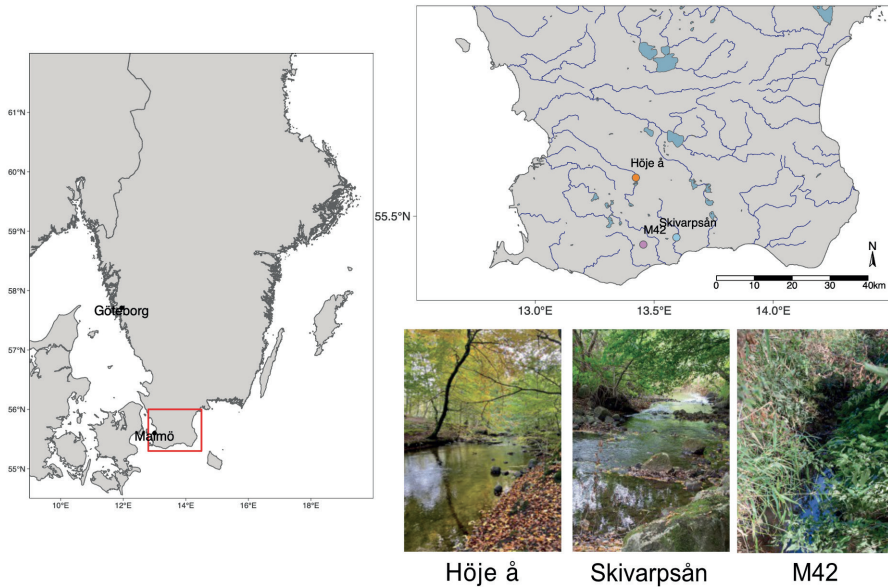 61°N
60°N
59°N
58°N
57°N
56°N
55°N
Göteborg
Malmö
10°E 12°E 14°E 16°E 18°E
55.5°N
Höje å
Skivarpsån
M42
N
0 10 20 30 40km
13.0°E 13.5°E 14.0°E
Höje å Skivarpsån M42